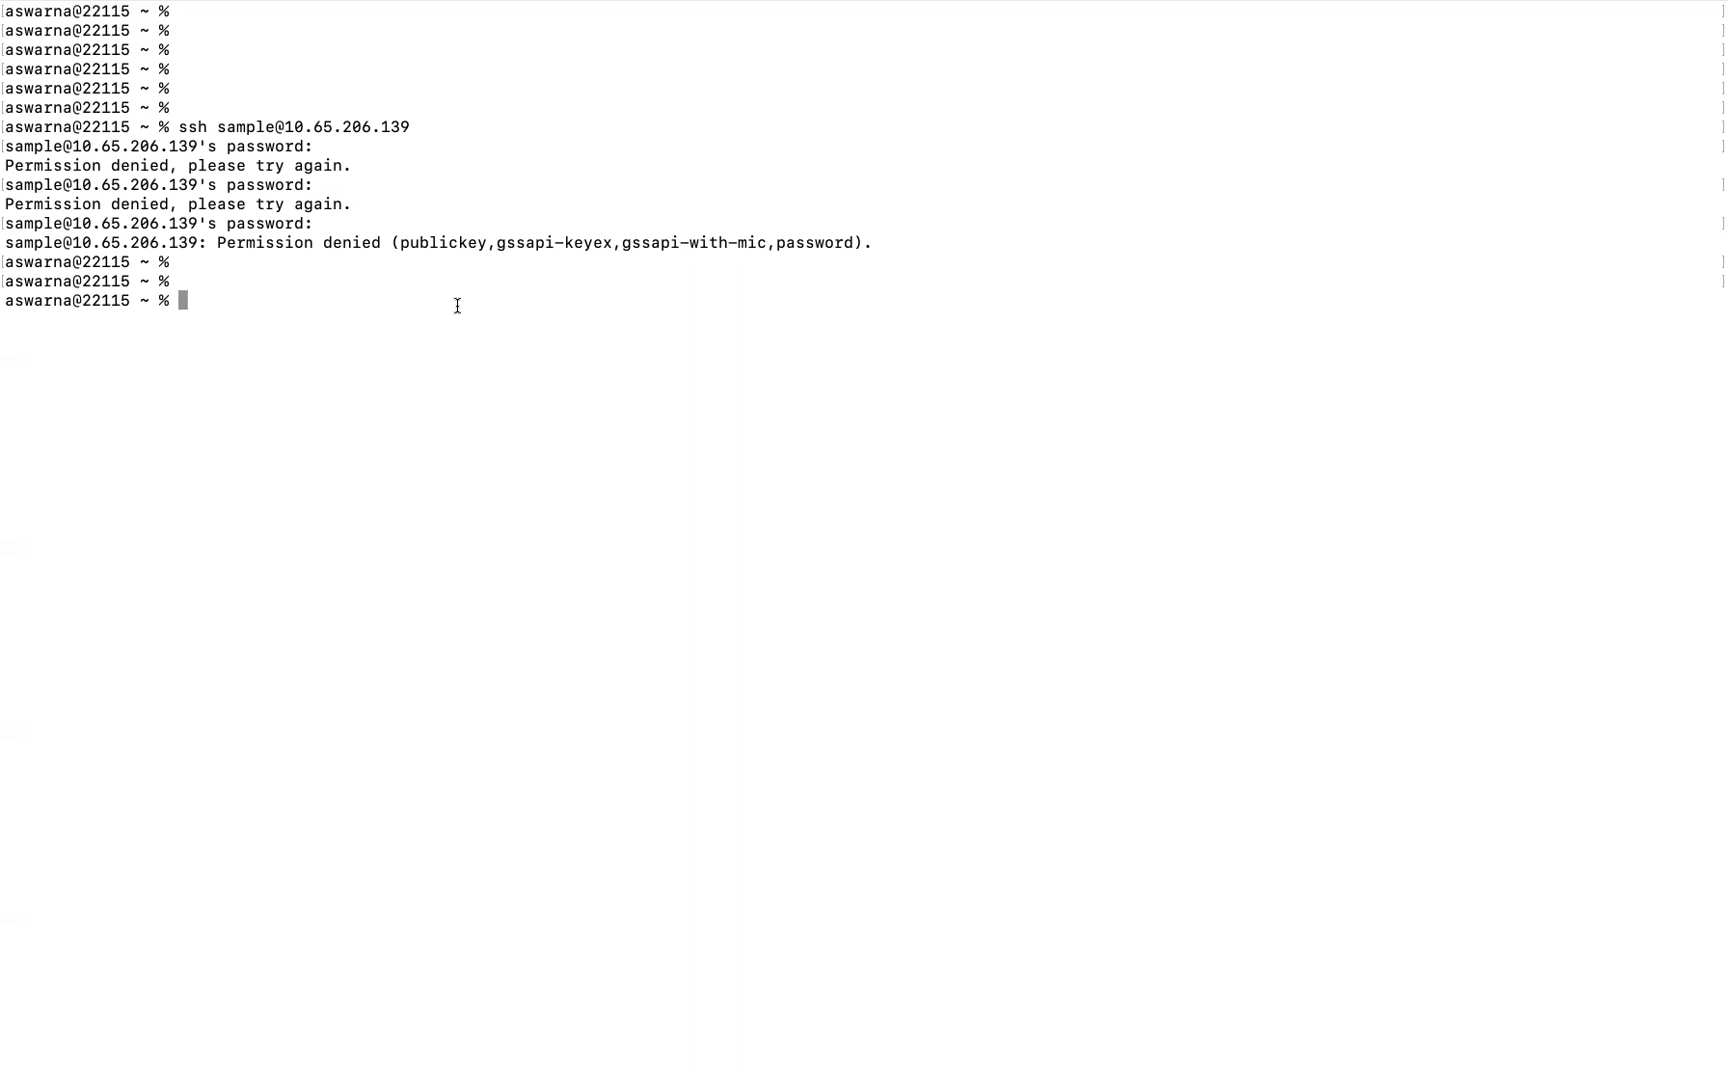 [aswarna@22115 ~ % ]
[aswarna@22115 ~ % ]
[aswarna@22115 ~ % ]
[aswarna@22115 ~ % ]
[aswarna@22115 ~ % ]
[aswarna@22115 ~ % ]
[aswarna@22115 ~ % ssh sample@10.65.206.139 ]
[sample@10.65.206.139's password: ]
Permission denied, please try again.
[sample@10.65.206.139's password: ]
Permission denied, please try again.
[sample@10.65.206.139's password: ]
sample@10.65.206.139: Permission denied (publickey,gssapi-keyex,gssapi-with-mic,password).
[aswarna@22115 ~ % ]
[aswarna@22115 ~ % ]
aswarna@22115 ~ %